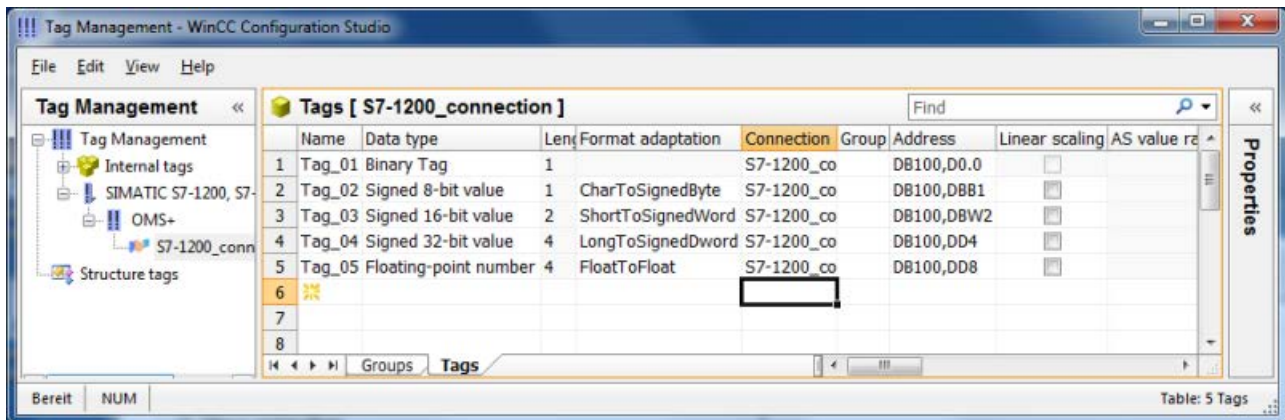 Tag Management - WinCC Configuration Studio
File Edit View Help
Tag Management «
Tag Management
Internal tags
SIMATIC S7-1200, S7-
OMS+
S7-1200_conn
Structure tags
Tags [ S7-1200_connection ] Find «
Name Data type Leng Format adaptation Connection Group Address Linear scaling AS value ra
1 Tag_01 Binary Tag 1 S7-1200_co DB100,D0.0
2 Tag_02 Signed 8-bit value 1 CharToSignedByte S7-1200_co DB100,DBB1
3 Tag_03 Signed 16-bit value 2 ShortToSignedWord S7-1200_co DB100,DBW2
4 Tag_04 Signed 32-bit value 4 LongToSignedDword S7-1200_co DB100,DD4
5 Tag_05 Floating-point number 4 FloatToFloat S7-1200_co DB100,DD8
6
7
8
Groups Tags
Properties
Bereit NUM Table: 5 Tags